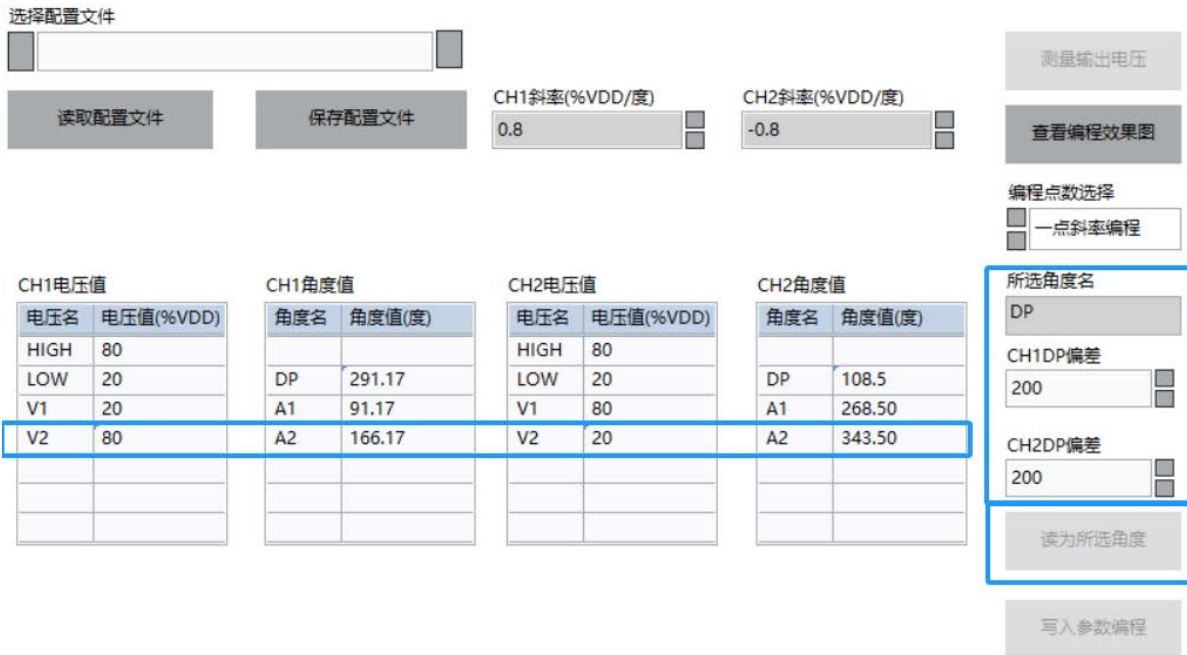 选择配置文件
测量输出电压
读取配置文件 保存配置文件
CH1斜率(%VDD/度) CH2斜率(%VDD/度)
0.8 -0.8
查看编程效果图
编程点数选择
一点斜率编程
CH1电压值 CH1角度值 CH2电压值 CH2角度值
电压名 电压值(%VDD) 角度名 角度值(度) 电压名 电压值(%VDD) 角度名 角度值(度)
HIGH 80 HIGH 80
LOW 20 DP 291.17 LOW 20 DP 108.5
V1 20 A1 91.17 V1 80 A1 268.50
V2 80 A2 166.17 V2 20 A2 343.50
所选角度名
DP
CH1DP偏差
200
CH2DP偏差
200
读为所选角度
写入参数编程